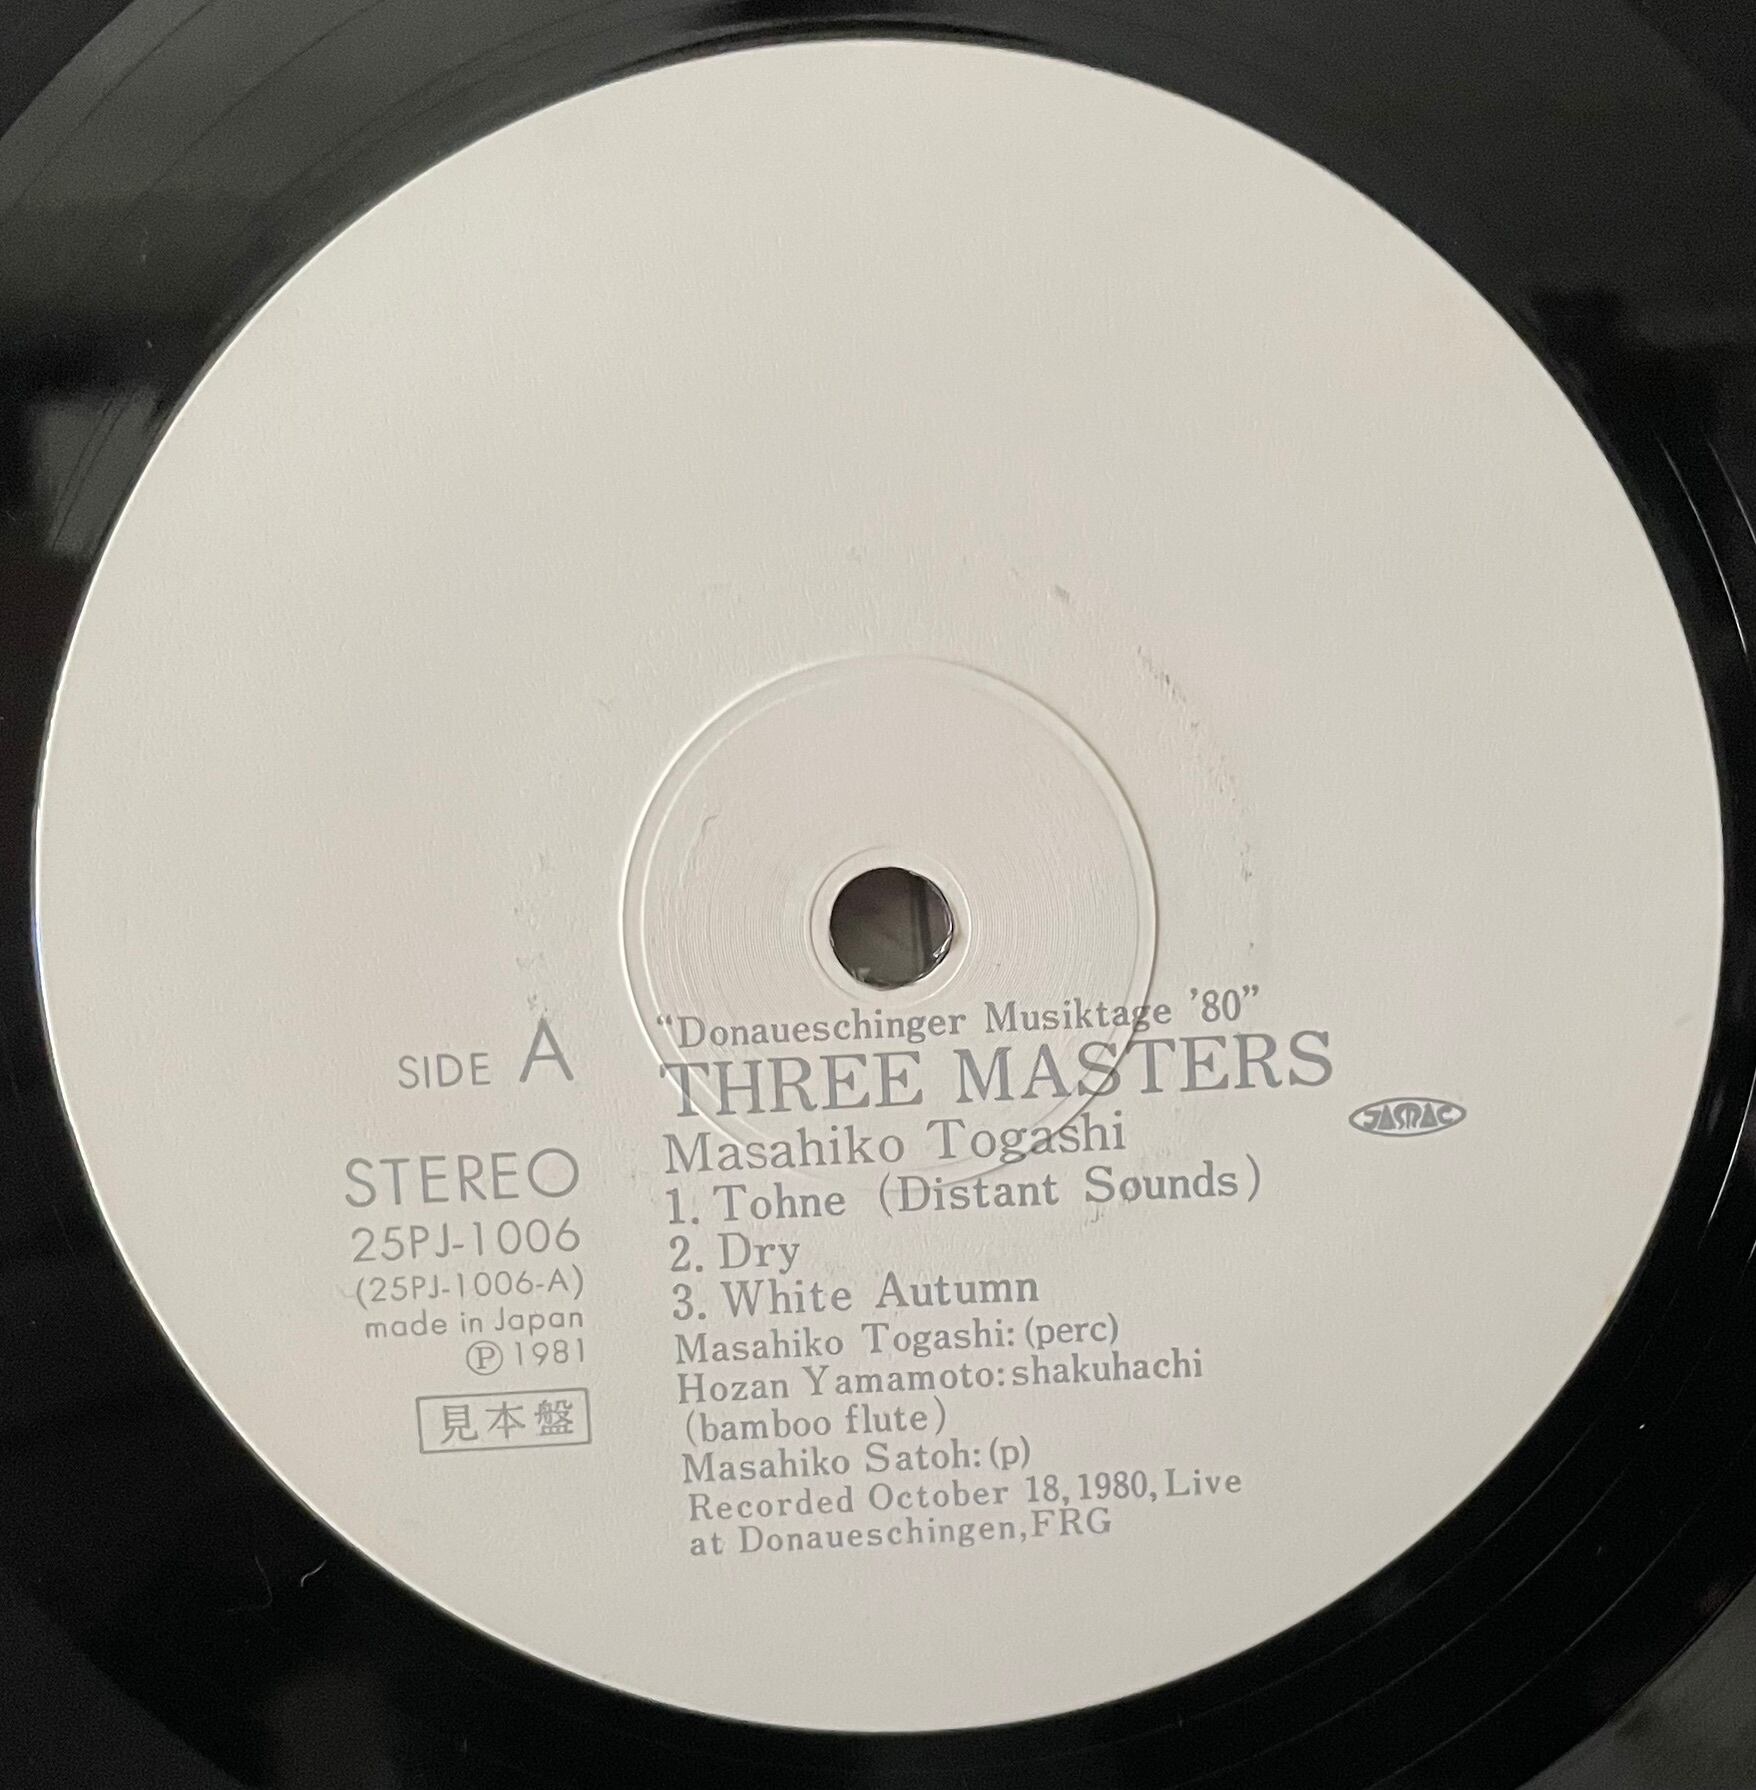 SIDE A
STEREO
25PJ-1006
(25PJ-1006-A)
made in Japan
Ⓟ1981
見本盤
“Donaueschinger Musiktage ’80”
THREE MASTERS
Masahiko Togashi
1. Tohne (Distant Sounds)
2. Dry
3. White Autumn
Masahiko Togashi:(perc)
Hozan Yamamoto:shakuhachi
(bamboo flute)
Masahiko Satoh:(p)
Recorded October 18,1980,Live
at Donaueschingen,FRG
JASRAC